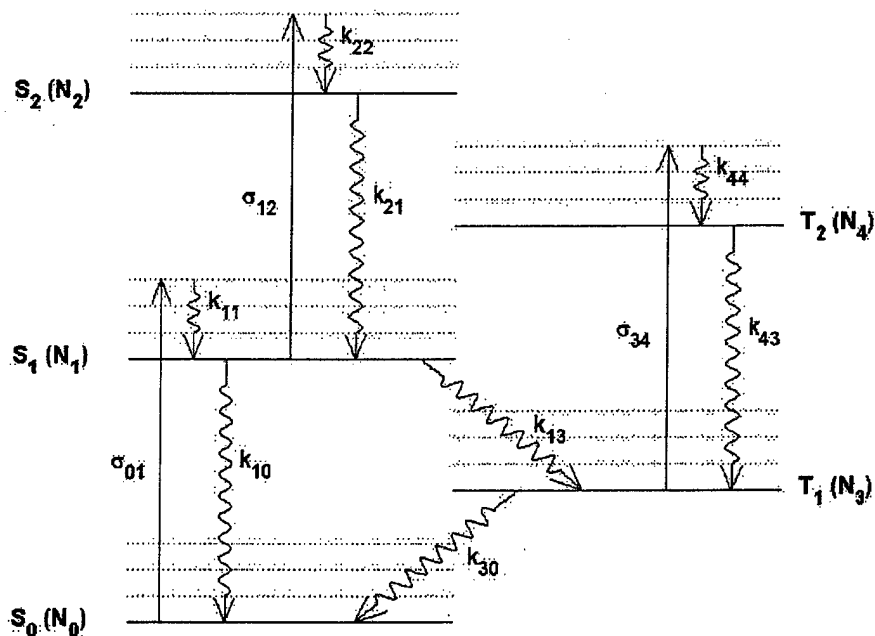 k22
S2 (N2)
k44
σ12
k21
T2 (N4)
k11
σ34
k43
S1 (N1)
k13
σ01
k10
T1 (N3)
k30
S0 (N0)